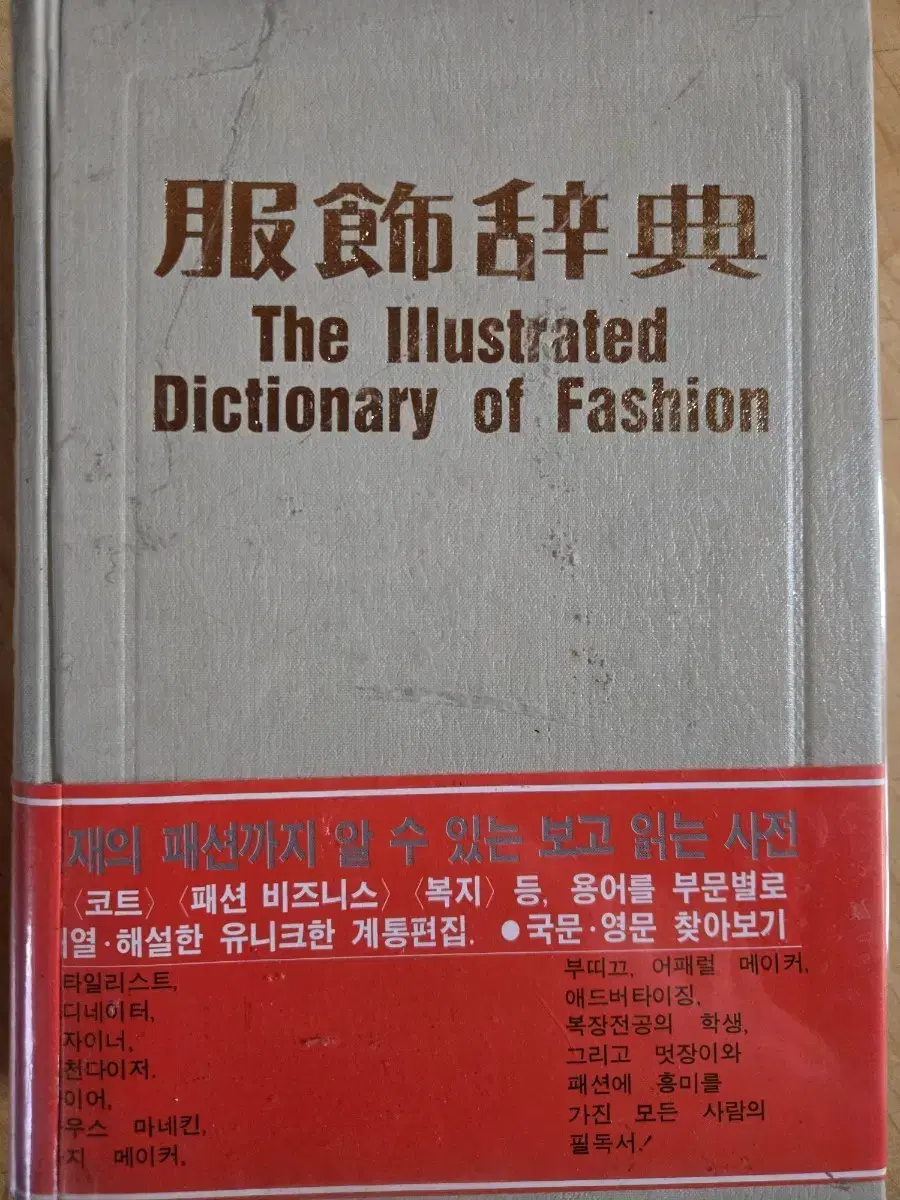 服飾辞典
The Illustrated
Dictionary of Fashion
재의 패션까지 알 수 있는 보고 읽는 사전
〈코트〉 〈패션 비즈니스〉 〈복지〉 등, 용어를 부문별로
열·해설한 유니크한 계통편집. ●국문·영문 찾아보기
타일리스트,
디네이터,
자이너,
천다이저.
이어,
우스 마네킨,
지 메이커,
부띠끄, 어패럴 메이커,
애드버타이징,
복장전공의 학생,
그리고 멋장이와
패션에 흥미를
가진 모든 사람의
필독서!